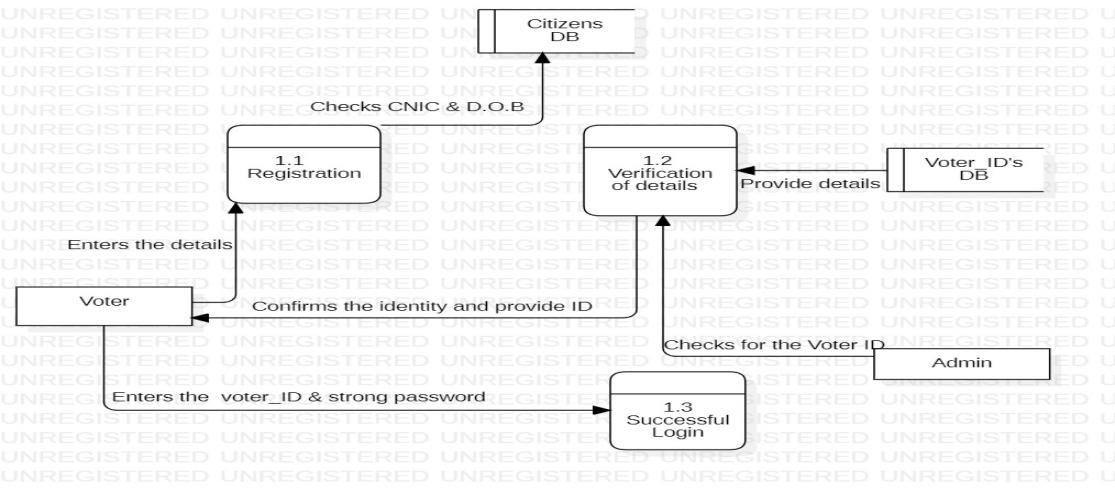 Citizens
DB
Checks CNIC & D.O.B
1.1
Registration
1.2
Verification
of details
Voter_ID's
DB
Provide details
Enters the details
Voter
Confirms the identity and provide ID
Checks for the Voter ID
Admin
Enters the voter_ID & strong password
1.3
Successful
Login
UNREGISTERED